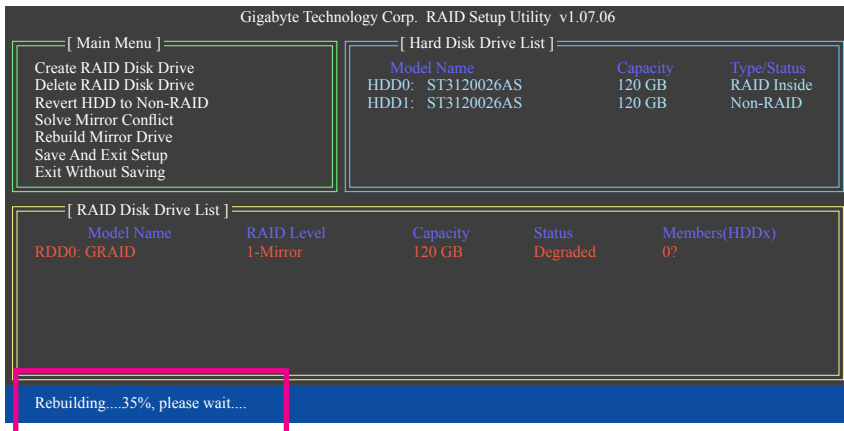 Gigabyte Technology Corp. RAID Setup Utility v1.07.06
[ Main Menu ]
Create RAID Disk Drive
Delete RAID Disk Drive
Revert HDD to Non-RAID
Solve Mirror Conflict
Rebuild Mirror Drive
Save And Exit Setup
Exit Without Saving
[ Hard Disk Drive List ]
Model Name Capacity Type/Status
HDD0: ST3120026AS 120 GB RAID Inside
HDD1: ST3120026AS 120 GB Non-RAID
[ RAID Disk Drive List ]
Model Name RAID Level Capacity Status Members(HDDx)
RDD0: GRAID 1-Mirror 120 GB Degraded 0?
Rebuilding....35%, please wait....